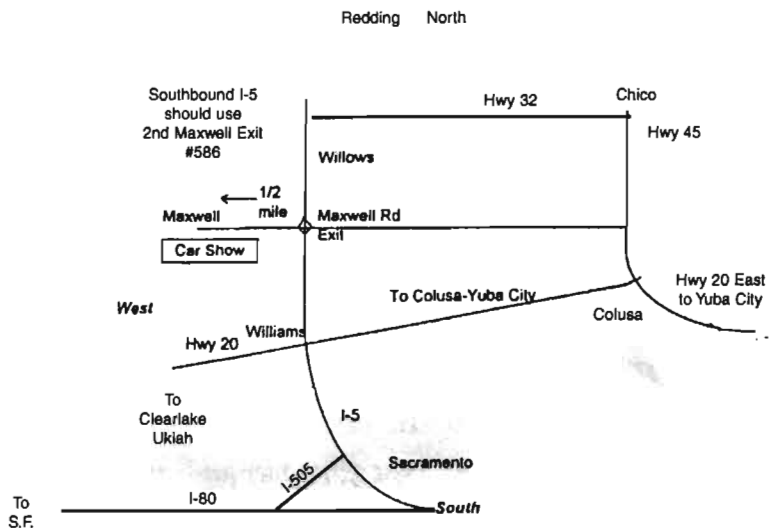 Redding North
Southbound I-5
should use
2nd Maxwell Exit
#586
Hwy 32
Chico
Hwy 45
Willows
1/2
mile
Maxwell
Maxwell Rd
Exit
Car Show
West
To Colusa-Yuba City
Hwy 20 East
to Yuba City
Colusa
Williams
Hwy 20
To
Clearlake
Ukiah
I-5
I-505
Sacramento
To
S.F.
I-80
South